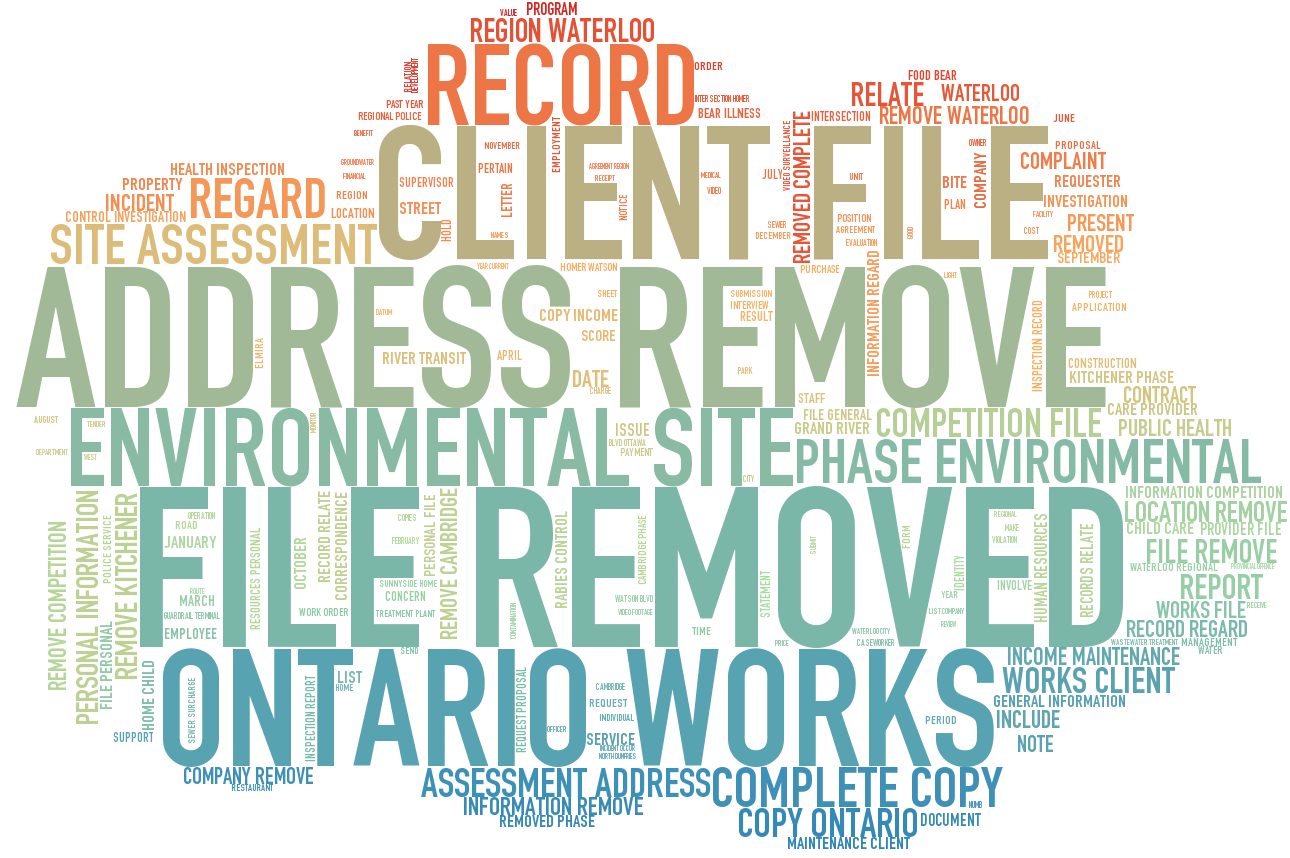 VALUE
PROGRAM
REGION WATERLOO
RECORD
ORDER
RELATION
DEVELOPMENT
FOOD BEAR
RELATE
WATERLOO
PAST YEAR
REGIONAL POLICE
INTER SECTION HOMER
BEAR ILLNESS
INTERSECTION
REMOVE WATERLOO
JUNE
BENEFIT
CLIENT FILE
EMPLOYMENT
VIDEO SURVEILLANCE
REMOVED COMPLETE
OWNER
PROPOSAL
NOVEMBER
COMPLAINT
HEALTH INSPECTION
GROUNDWATER
PERTAIN
AGREEMENT REGION
COMPANY
PROPERTY
FINANCIAL
SUPERVISOR
RECEIPT
MEDICAL
JULY
UNIT
BITE
REQUESTER
INCIDENT
REGARD
REGION
LETTER
VIDEO
PLAN
INVESTIGATION
CONTROL INVESTIGATION
LOCATION
STREET
NOTICE
POSITION
FACILITY
PRESENT
SITE ASSESSMENT
HOLD
NAMES
SEWER
DECEMBER
AGREEMENT
EVALUATION
GOOD
COST
REMOVED
SEPTEMBER
ADDRESS REMOVE
YEAR CURRENT
HOMER WATSON
PURCHASE
INFORMATION REGARD
LIGHT
SHEET
SUBMISSION
PROJECT
DATUM
COPY INCOME
INTERVIEW
RESULT
APPLICATION
SCORE
INSPECTION RECORD
ELMIRA
RIVER TRANSIT
APRIL
CONSTRUCTION
DATE
PARK
KITCHENER PHASE
CHARGE
STAFF
CONTRACT
AUGUST
ENVIRONMENTAL SITE
MONITOR
FILE GENERAL
COMPETITION FILE
CARE PROVIDER
TENDER
ISSUE
GRAND RIVER
PUBLIC HEALTH
BLVD OTTAWA
DEPARTMENT
WEST
PAYMENT
PHASE ENVIRONMENTAL
CITY
FILE REMOVED
INFORMATION COMPETITION
REMOVE COMPETITION
PERSONAL INFORMATION
REMOVE KITCHENER
OPERATION
RECORD RELATE
CORRESPONDENCE
COPIES
PERSONAL FILE
REMOVE CAMBRIDGE
RABIES CONTROL
CAMBRIDGE PHASE
REGIONAL
LOCATION REMOVE
POLICE SERVICE
ROAD
RESOURCES PERSONAL
FORM
MAKE
HUMAN RESOURCES
RECORDS RELATE
CHILD CARE
PROVIDER FILE
JANUARY
OCTOBER
FEBRUARY
SUBMIT
VIOLATION
FILE REMOVE
SUNNYSIDE HOME
STATEMENT
IDENTITY
WATERLOO REGIONAL
PROVINCIAL OFFENCE
ROUTE
CONCERN
INVOLVE
REPORT
MARCH
WATSON BLVD
YEAR
GUARDRAIL TERMINAL
WORK ORDER
TREATMENT PLANT
CONTAMINATION
VIDEO FOOTAGE
LIST COMPANY
WORKS FILE
RECEIVE
EMPLOYEE
TIME
WATERLOO CITY
REVIEW
RECORD REGARD
PRICE
CASEWORKER
WASTEWATER TREATMENT
MANAGEMENT
FILE PERSONAL
SEND
WATER
ONTARIO WORKS
INCOME MAINTENANCE
HOME CHILD
SEWER SURCHARGE
INSPECTION REPORT
LIST
HOME
REQUEST PROPOSAL
CAMBRIDGE
WORKS CLIENT
REQUEST
GENERAL INFORMATION
INDIVIDUAL
PERIOD
INCLUDE
SUPPORT
OFFICER
SERVICE
NOTE
INCIDENT OCCUR
NORTH DUMFRIES
COMPANY REMOVE
RESTAURANT
ASSESSMENT ADDRESS
COMPLETE COPY
INFORMATION REMOVE
NUMB
REMOVED PHASE
COPY ONTARIO
DOCUMENT
MAINTENANCE CLIENT